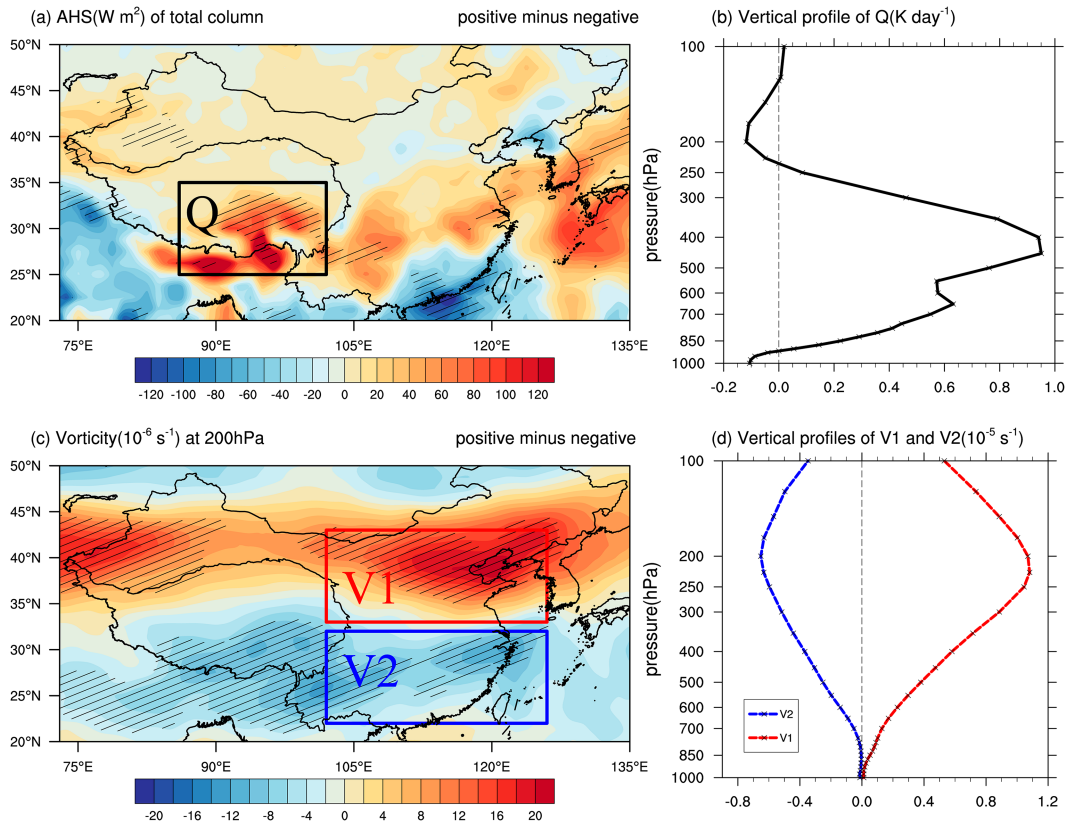 (a) AHS(W m²) of total column positive minus negative
50°N
45°N
40°N
35°N
30°N
25°N
20°N
Q
75°E 90°E 105°E 120°E 135°E
-120 -100 -80 -60 -40 -20 0 20 40 60 80 100 120
(b) Vertical profile of Q(K day⁻¹)
pressure(hPa)
100
200
250
300
400
500
600
700
850
1000
-0.2 0.0 0.2 0.4 0.6 0.8 1.0
(c) Vorticity(10⁻⁶ s⁻¹) at 200hPa positive minus negative
50°N
45°N
40°N
35°N
30°N
25°N
20°N
V1
V2
75°E 90°E 105°E 120°E 135°E
-20 -16 -12 -8 -4 0 4 8 12 16 20
(d) Vertical profiles of V1 and V2(10⁻⁵ s⁻¹)
pressure(hPa)
100
200
250
300
400
500
600
700
850
1000
V2
V1
-0.8 -0.4 0.0 0.4 0.8 1.2